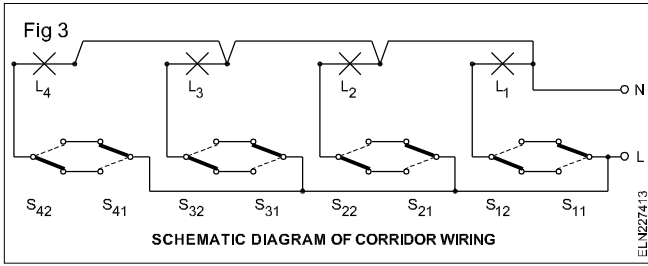 Fig 3
L4 L3 L2 L1
N
L
S42 S41 S32 S31 S22 S21 S12 S11
SCHEMATIC DIAGRAM OF CORRIDOR WIRING
ELN227413